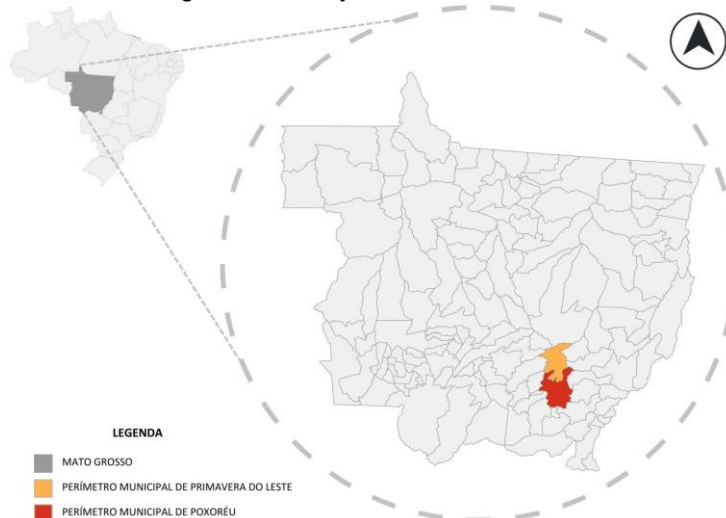 LEGENDA
MATO GROSSO
PERÍMETRO MUNICIPAL DE PRIMAVERA DO LESTE
PERÍMETRO MUNICIPAL DE POXORÉU